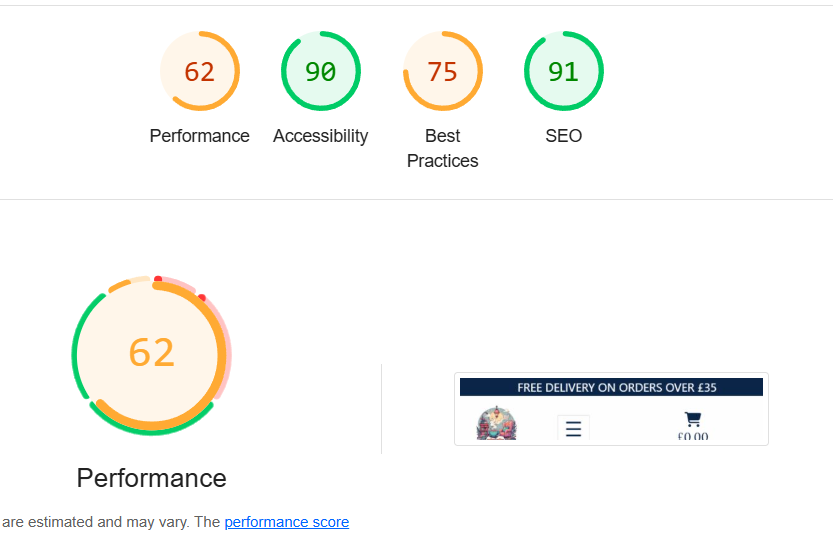 62
90
75
91
Performance
Accessibility
Best
Practices
SEO
62
FREE DELIVERY ON ORDERS OVER £35
£0.00
Performance
are estimated and may vary. The performance score